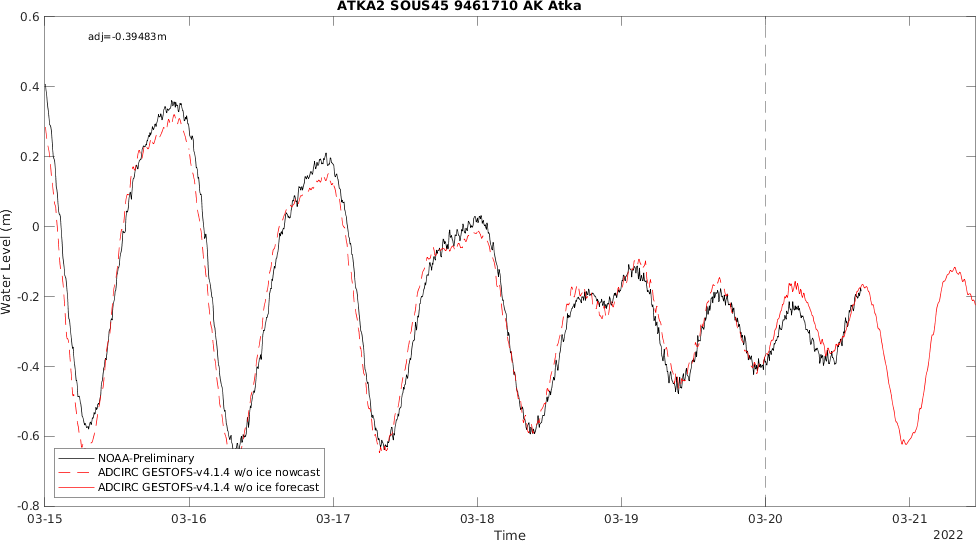 ATKA2 SOUS45 9461710 AK Atka
adj=-0.39483m
0.6
0.4
0.2
0
-0.2
-0.4
-0.6
-0.8
Water Level (m)
NOAA-Preliminary
ADCIRC GESTOFS-v4.1.4 w/o ice nowcast
ADCIRC GESTOFS-v4.1.4 w/o ice forecast
03-15 03-16 03-17 03-18 03-19 03-20 03-21
Time
2022